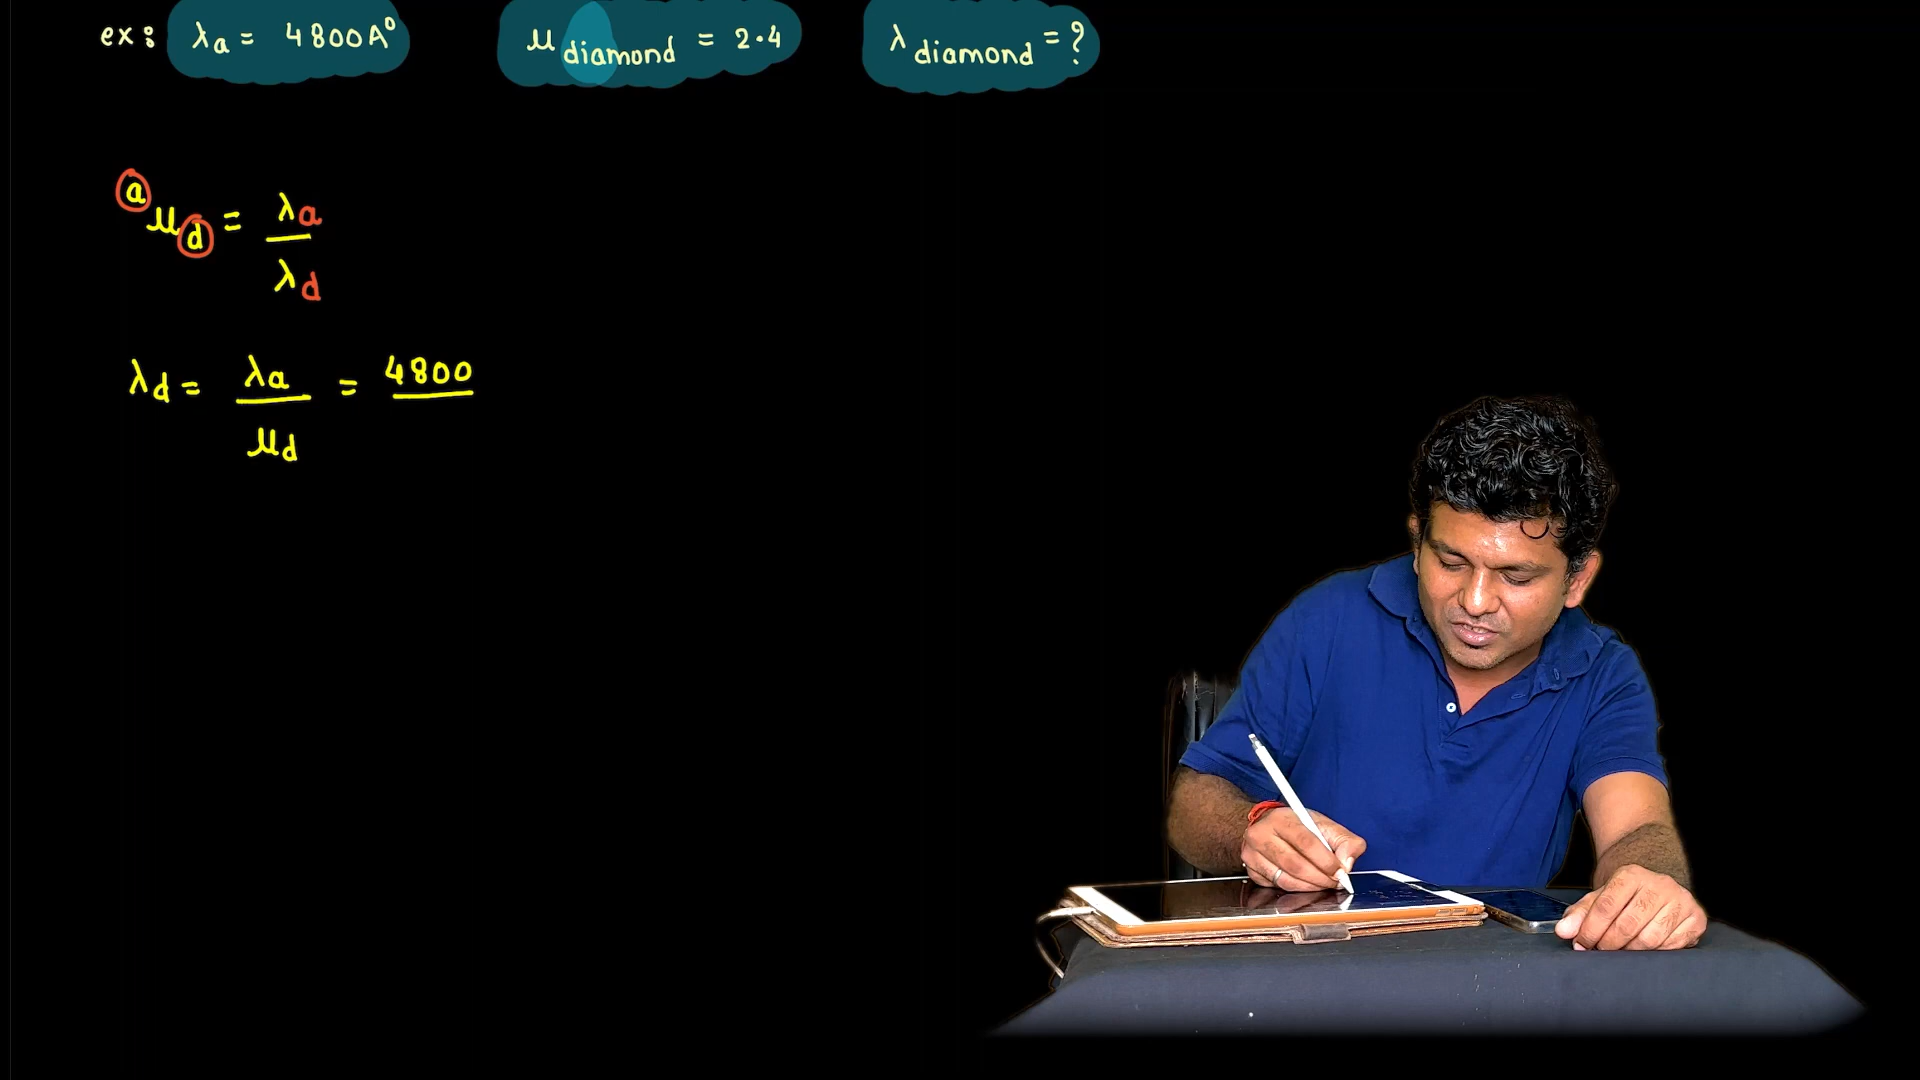 ex: λa = 4800A° μdiamond = 2.4 λdiamond = ?
aμd = λa
λd
λd = λa = 4800
μd